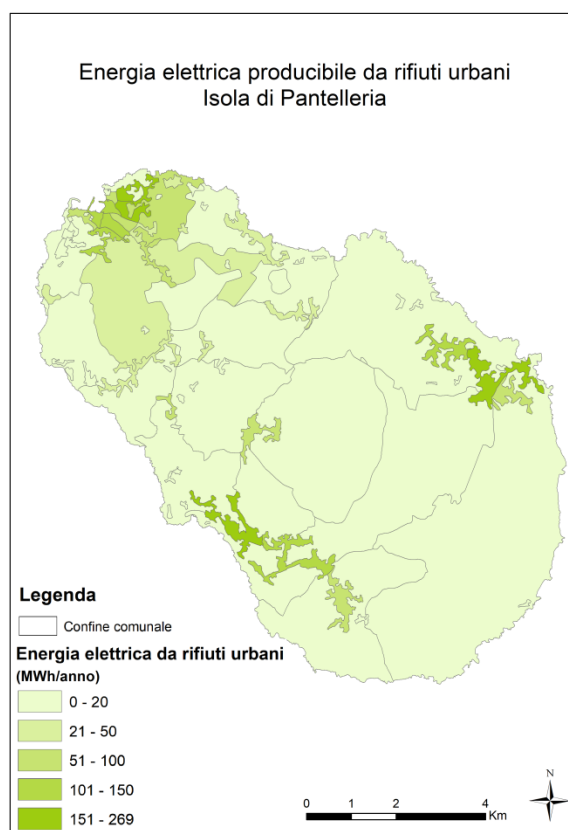 Energia elettrica producibile da rifiuti urbani
Isola di Pantelleria
Legenda
Confine comunale
Energia elettrica da rifiuti urbani
(MWh/anno)
0 - 20
21 - 50
51 - 100
101 - 150
151 - 269
N
0 1 2 4
Km